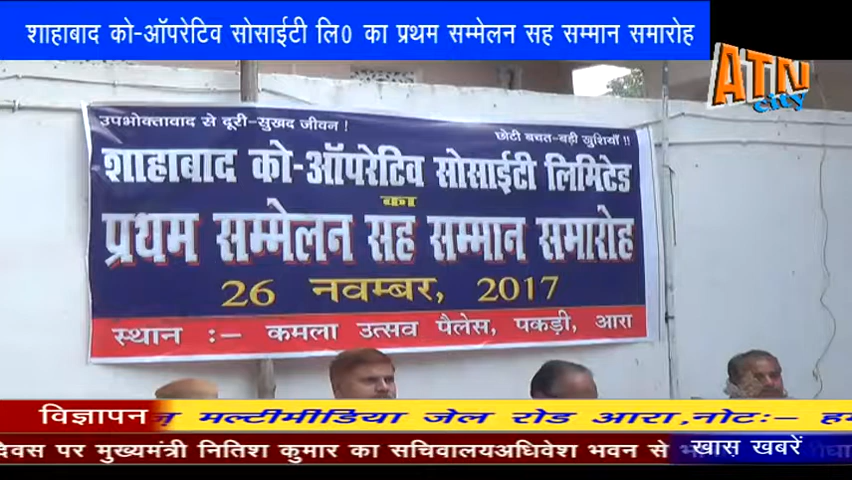 शाहाबाद को-ऑपरेटिव सोसाईटी लि0 का प्रथम सम्मेलन सह सम्मान समारोह
ATN
city
उपभोक्तावाद से दूरी-सुखद जीवन !
छोटी बचत-बड़ी खुशियाँ !!
शाहाबाद को-ऑपरेटिव सोसाईटी लिमिटेड
का
प्रथम सम्मेलन सह सम्मान समारोह
26 नवम्बर, 2017
स्थान :- कमला उत्सव पैलेस, पकड़ी, आरा
विज्ञापन मल्टीमीडिया जेल रोड आरा,नोटः-
दिवस पर मुख्यमंत्री नितिश कुमार का सचिवालयअधिवेश भवन से
खास खबरें